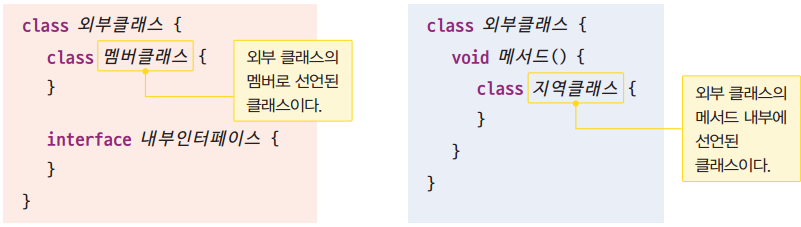 class 외부클래스 {
class 멤버클래스 {
}
interface 내부인터페이스 {
}
}
외부 클래스의
멤버로 선언된
클래스이다.
class 외부클래스 {
void 메서드() {
class 지역클래스 {
}
}
}
외부 클래스의
메서드 내부에
선언된
클래스이다.